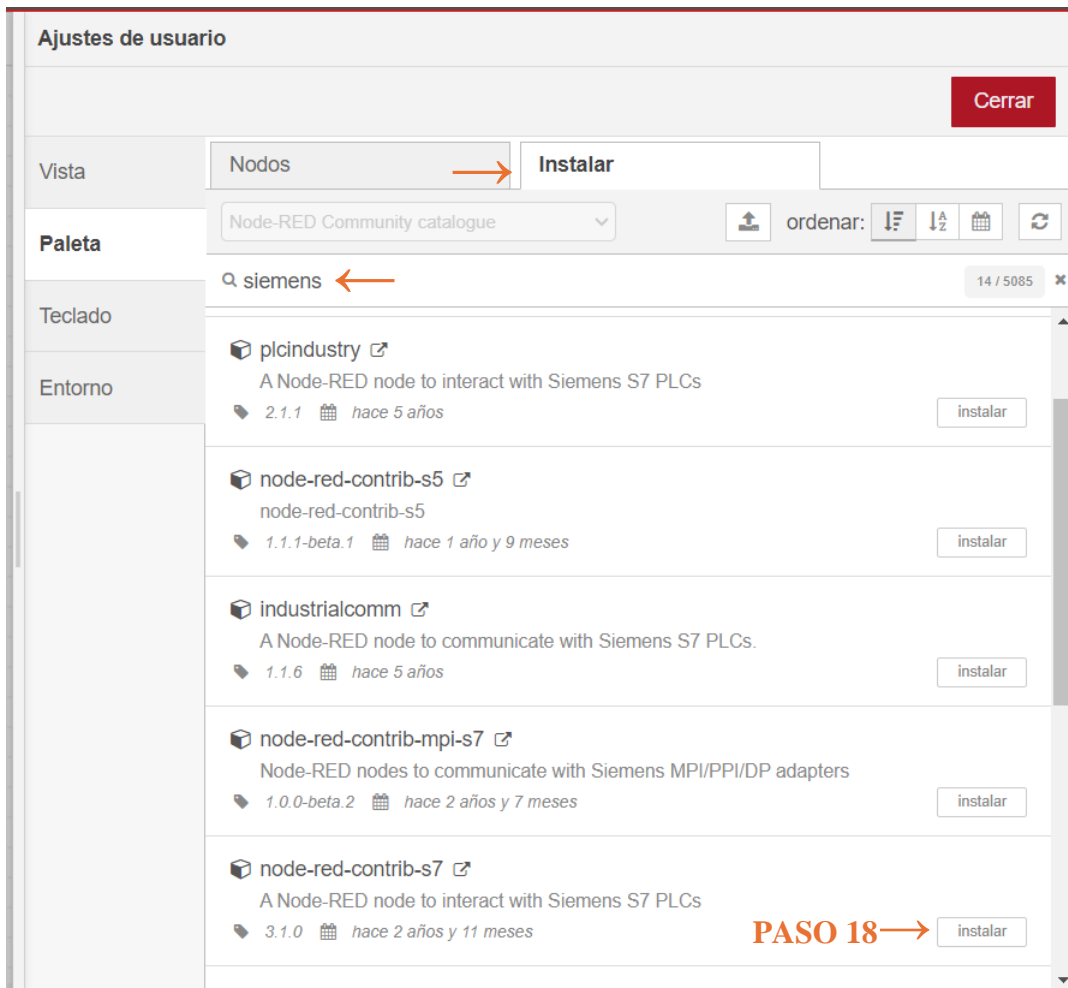 Ajustes de usuario
Cerrar
Vista
Paleta
Teclado
Entorno
Nodos
Instalar
Node-RED Community catalogue
ordenar:
siemens
14 / 5085
plcindustry
A Node-RED node to interact with Siemens S7 PLCs
2.1.1 hace 5 años
instalar
node-red-contrib-s5
node-red-contrib-s5
1.1.1-beta.1 hace 1 año y 9 meses
instalar
industrialcomm
A Node-RED node to communicate with Siemens S7 PLCs.
1.1.6 hace 5 años
instalar
node-red-contrib-mpi-s7
Node-RED nodes to communicate with Siemens MPI/PPI/DP adapters
1.0.0-beta.2 hace 2 años y 7 meses
instalar
node-red-contrib-s7
A Node-RED node to interact with Siemens S7 PLCs
3.1.0 hace 2 años y 11 meses
PASO 18 instalar